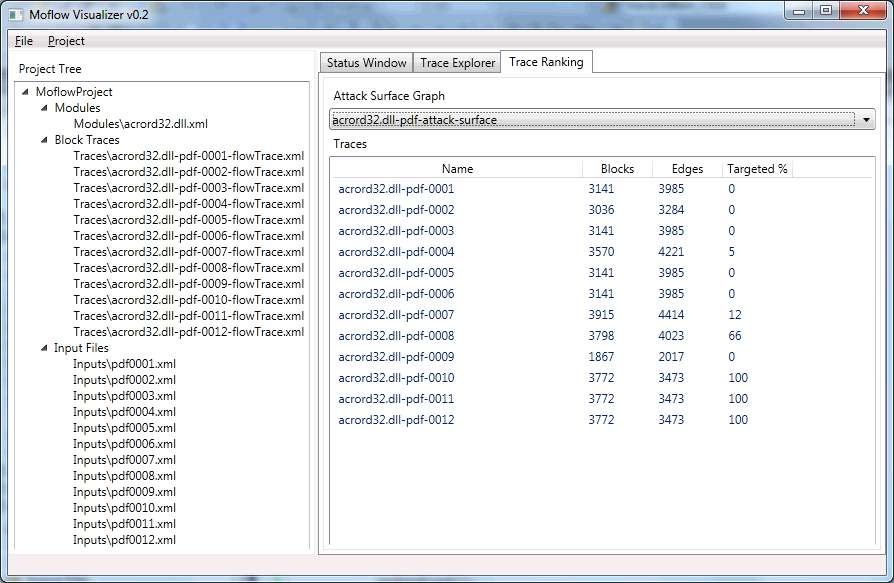 Moflow Visualizer v0.2
File Project
Project Tree
MoflowProject
Modules
Modules\acrord32.dll.xml
Block Traces
Traces\acrord32.dll-pdf-0001-flowTrace.xml
Traces\acrord32.dll-pdf-0002-flowTrace.xml
Traces\acrord32.dll-pdf-0003-flowTrace.xml
Traces\acrord32.dll-pdf-0004-flowTrace.xml
Traces\acrord32.dll-pdf-0005-flowTrace.xml
Traces\acrord32.dll-pdf-0006-flowTrace.xml
Traces\acrord32.dll-pdf-0007-flowTrace.xml
Traces\acrord32.dll-pdf-0008-flowTrace.xml
Traces\acrord32.dll-pdf-0009-flowTrace.xml
Traces\acrord32.dll-pdf-0010-flowTrace.xml
Traces\acrord32.dll-pdf-0011-flowTrace.xml
Traces\acrord32.dll-pdf-0012-flowTrace.xml
Input Files
Inputs\pdf0001.xml
Inputs\pdf0002.xml
Inputs\pdf0003.xml
Inputs\pdf0004.xml
Inputs\pdf0005.xml
Inputs\pdf0006.xml
Inputs\pdf0007.xml
Inputs\pdf0008.xml
Inputs\pdf0009.xml
Inputs\pdf0010.xml
Inputs\pdf0011.xml
Inputs\pdf0012.xml
Status Window Trace Explorer Trace Ranking
Attack Surface Graph
acrord32.dll-pdf-attack-surface
Traces
Name Blocks Edges Targeted %
acrord32.dll-pdf-0001 3141 3985 0
acrord32.dll-pdf-0002 3036 3284 0
acrord32.dll-pdf-0003 3141 3985 0
acrord32.dll-pdf-0004 3570 4221 5
acrord32.dll-pdf-0005 3141 3985 0
acrord32.dll-pdf-0006 3141 3985 0
acrord32.dll-pdf-0007 3915 4414 12
acrord32.dll-pdf-0008 3798 4023 66
acrord32.dll-pdf-0009 1867 2017 0
acrord32.dll-pdf-0010 3772 3473 100
acrord32.dll-pdf-0011 3772 3473 100
acrord32.dll-pdf-0012 3772 3473 100